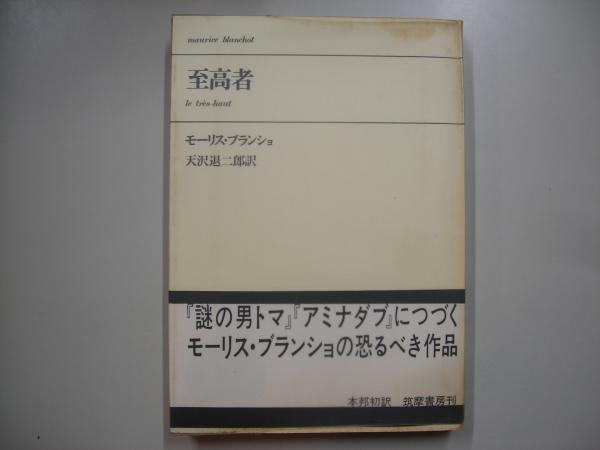 maurice blanchot
至高者
le très-haut
モーリス・ブランショ
天沢退二郎訳
『謎の男トマ』『アミナダブ』につづく
モーリス・ブランショの恐るべき作品
本邦初訳 筑摩書房刊